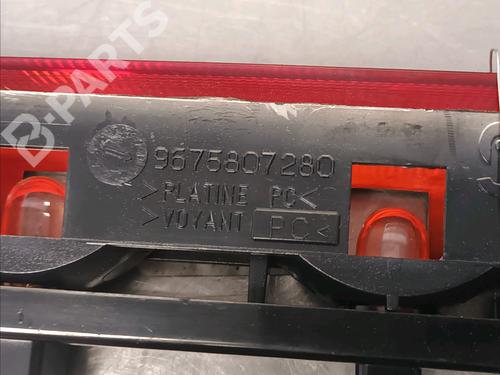 B-PARTS
9675807280
>PLATINE PC<
>VOYANT PC<